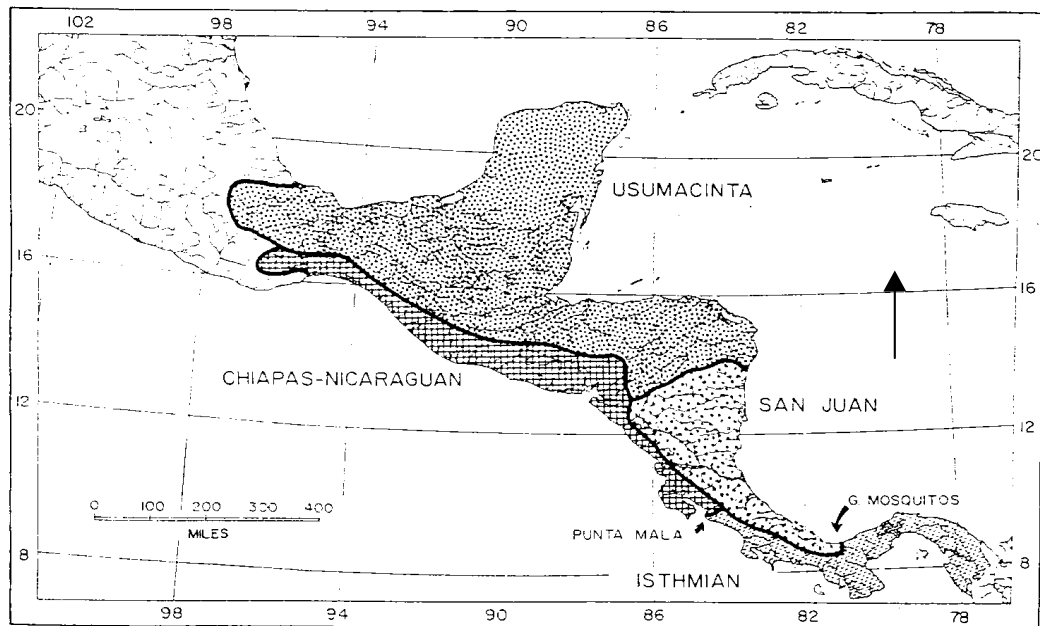 102 98 94 90 86 82 78
20
20
USUMACINTA
16
16
CHIAPAS-NICARAGUAN
SAN JUAN
12
12
0 100 200 300 400
MILES
G. MOSQUITOS
PUNTA MALA
8
8
ISTHMIAN
98 94 90 86 82 78